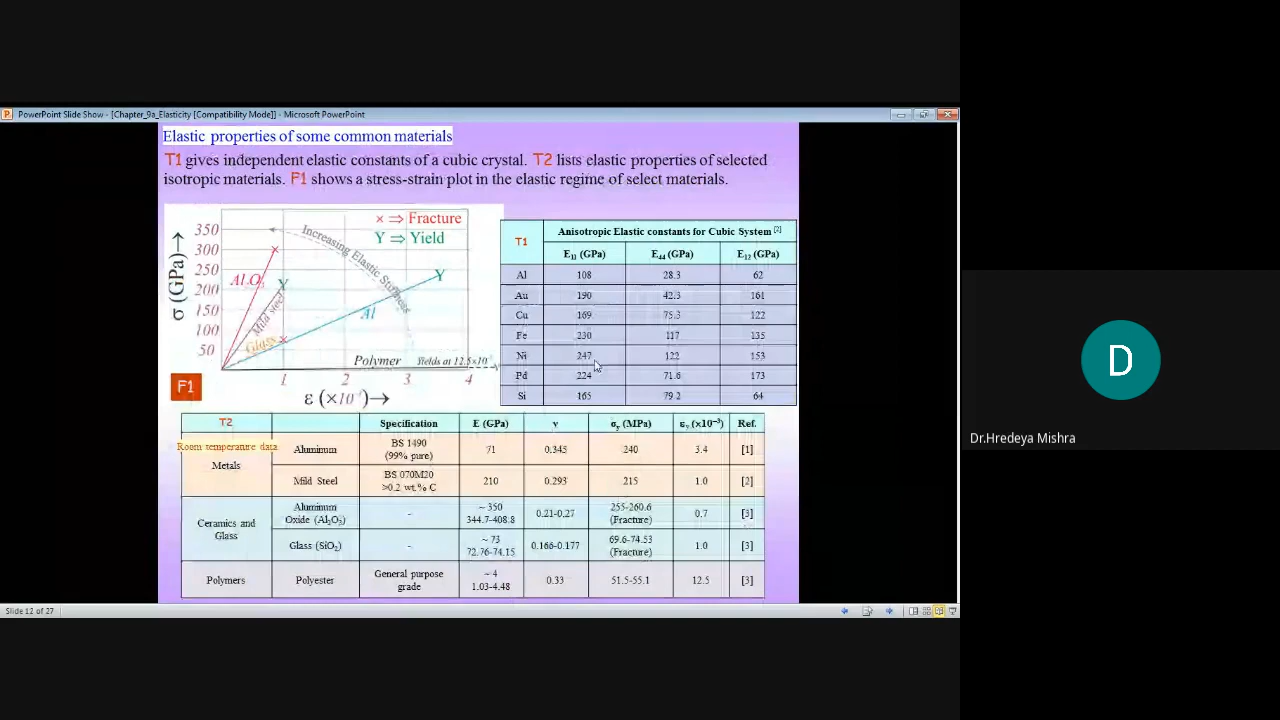 PowerPoint Slide Show - [Chapter_9a_Elasticity [Compatibility Mode]] - Microsoft PowerPoint
Elastic properties of some common materials
T1 gives independent elastic constants of a cubic crystal. T2 lists elastic properties of selected
isotropic materials. F1 shows a stress-strain plot in the elastic regime of select materials.
× ⇒ Fracture
Y ⇒ Yield
Increasing Elastic Stiffness
σ (GPa)→
350
300
250
200
150
100
50
Al₂O₃
Mild steel
Y
Y
Al
Glass
Polymer
Yields at 12.5×10
1 2 3 4
ε (×10⁻³)→
F1
T1 Anisotropic Elastic constants for Cubic System [2]
E₁₁ (GPa) E₄₄ (GPa) E₁₂ (GPa)
Al 108 28.3 62
Au 190 42.3 161
Cu 169 75.3 122
Fe 230 117 135
Ni 247 122 153
Pd 224 71.6 173
Si 165 79.2 64
T2 Specification E (GPa) ν σy (MPa) εy (×10⁻³) Ref.
Room temperature data
Metals
Aluminum BS 1490 (99% pure) 71 0.345 240 3.4 [1]
Mild Steel BS 070M20 >0.2 wt.% C 210 0.293 215 1.0 [2]
Ceramics and Glass
Aluminum Oxide (Al₂O₃) - ~ 350 344.7-408.8 0.21-0.27 255-260.6 (Fracture) 0.7 [3]
Glass (SiO₂) - ~ 73 72.76-74.15 0.166-0.177 69.6-74.53 (Fracture) 1.0 [3]
Polymers Polyester General purpose grade ~ 4 1.03-4.48 0.33 51.5-55.1 12.5 [3]
Slide 12 of 27
D
Dr.Hredeya Mishra